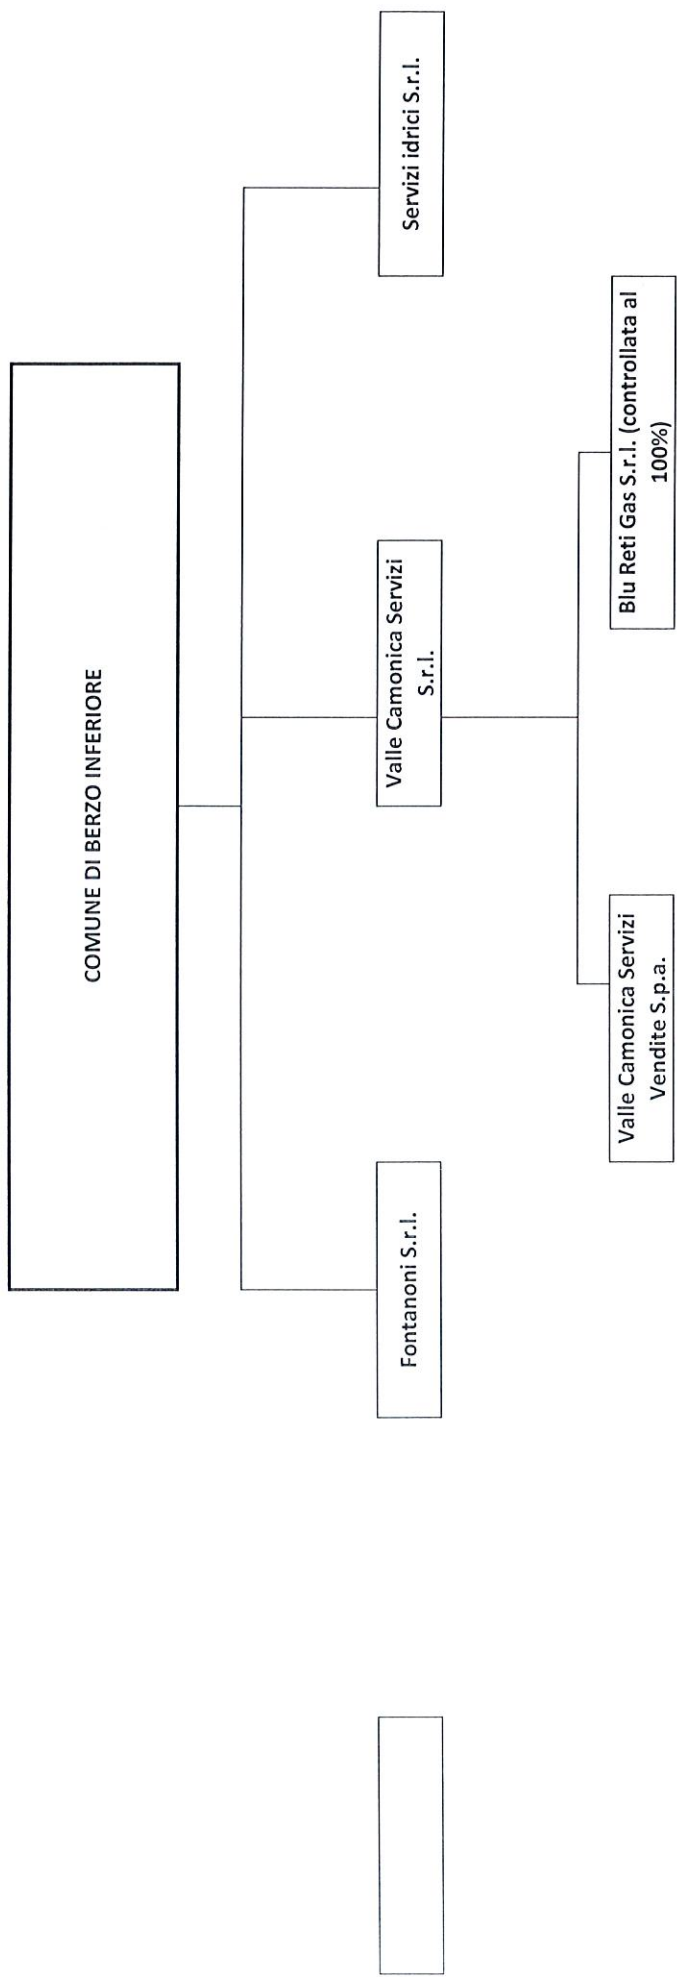 COMUNE DI BERZO INFERIORE
Fontanoni S.r.l.
Valle Camonica Servizi
S.r.l.
Servizi idrici S.r.l.
Valle Camonica Servizi
Vendite S.p.a.
Blu Reti Gas S.r.l. (controllata al
100%)